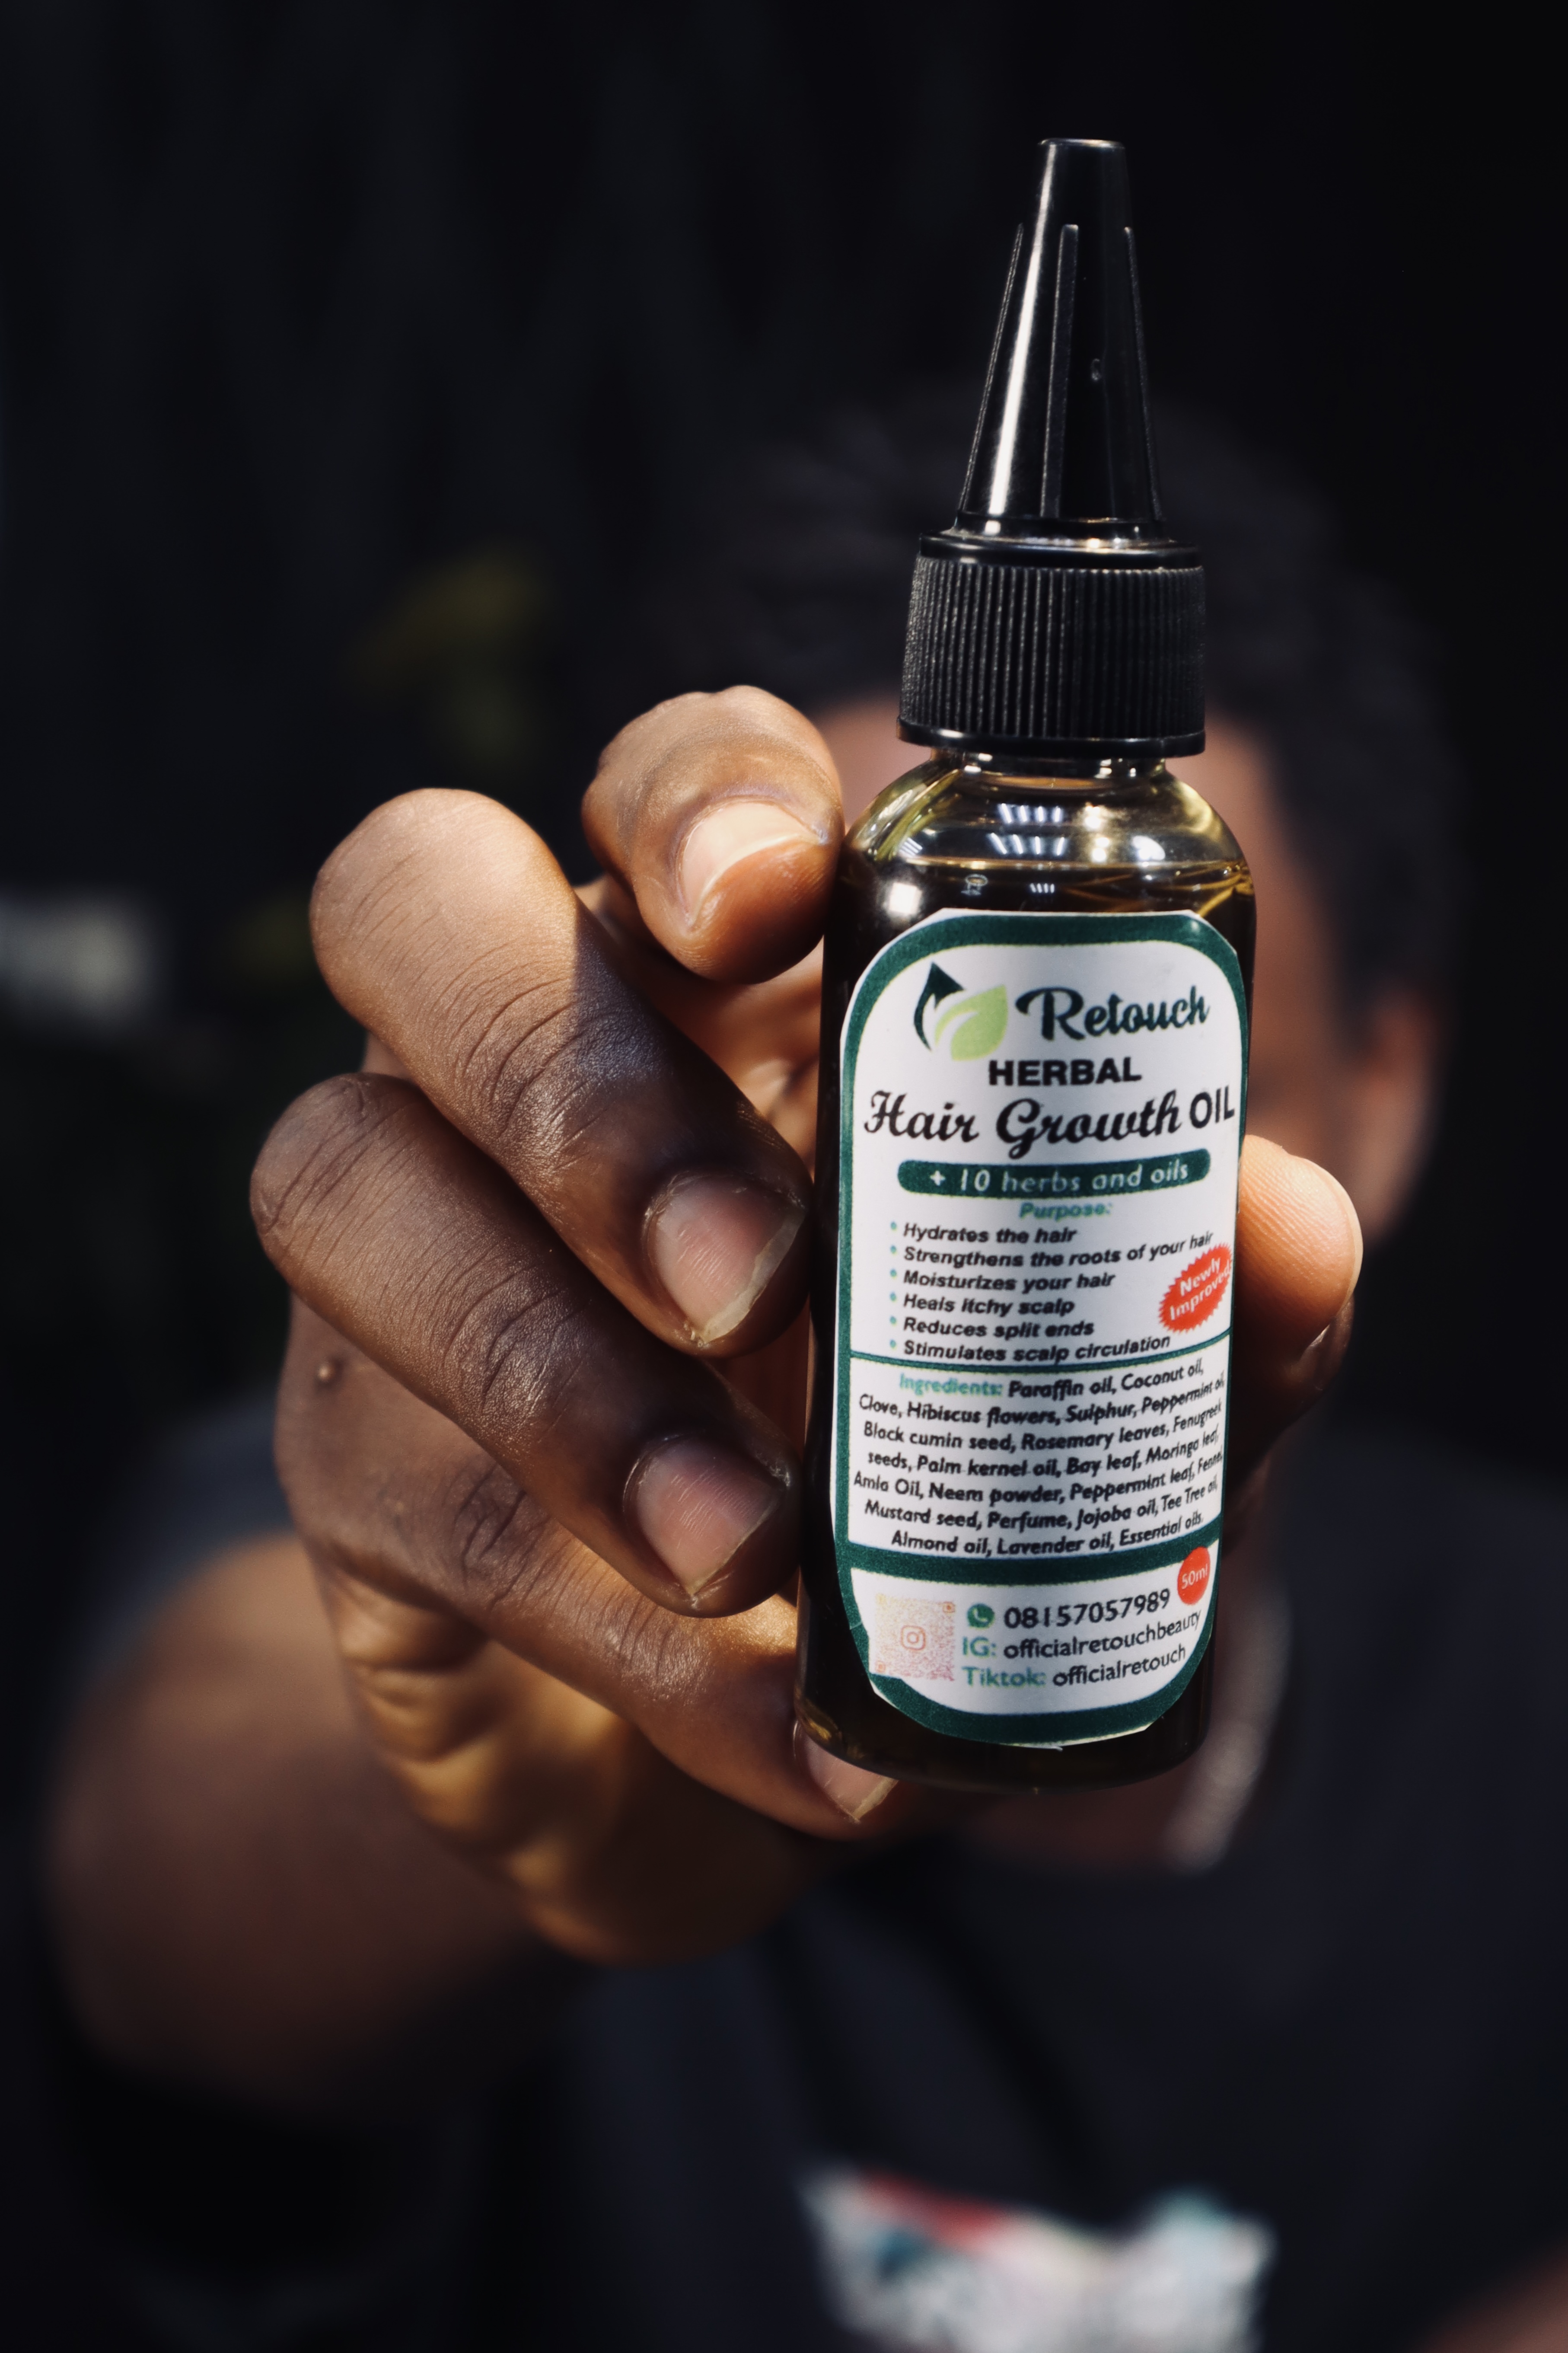 Retouch
HERBAL
Hair Growth OIL
+ 10 herbs and oils
Purpose:
• Hydrates the hair
• Strengthens the roots of your hair
• Moisturizes your hair
• Heals itchy scalp
• Reduces split ends
• Stimulates scalp circulation
Newly
Improved
Ingredients: Paraffin oil, Coconut oil,
Clove, Hibiscus flowers, Sulphur, Peppermint oil,
Black cumin seed, Rosemary leaves, Fenugreek
seeds, Palm kernel oil, Bay leaf, Moringa leaf,
Amla Oil, Neem powder, Peppermint leaf, Fennel,
Mustard seed, Perfume, Jojoba oil, Tee Tree oil,
Almond oil, Lavender oil, Essential oils.
50ml
08157057989
IG: officialretouchbeauty
Tiktok: officialretouch